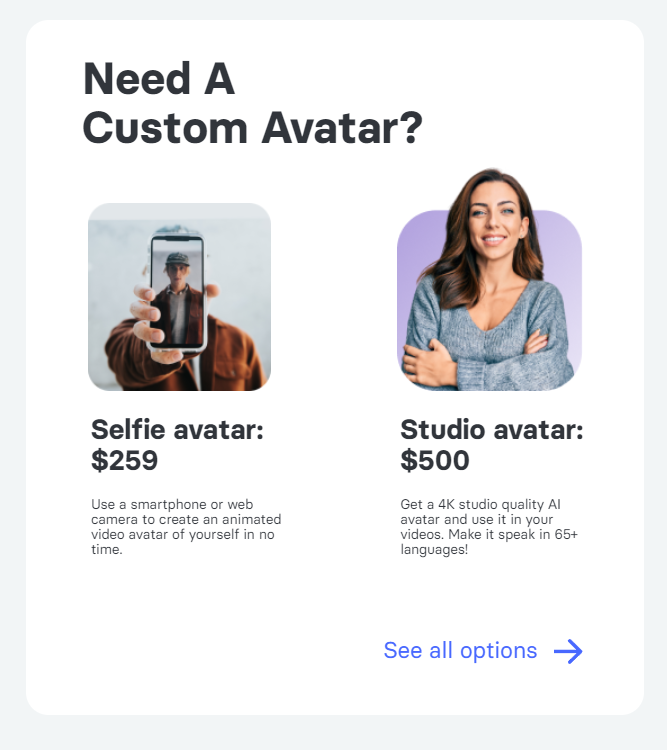 Need A
Custom Avatar?
Selfie avatar:
$259
Use a smartphone or web
camera to create an animated
video avatar of yourself in no
time.
Studio avatar:
$500
Get a 4K studio quality AI
avatar and use it in your
videos. Make it speak in 65+
languages!
See all options